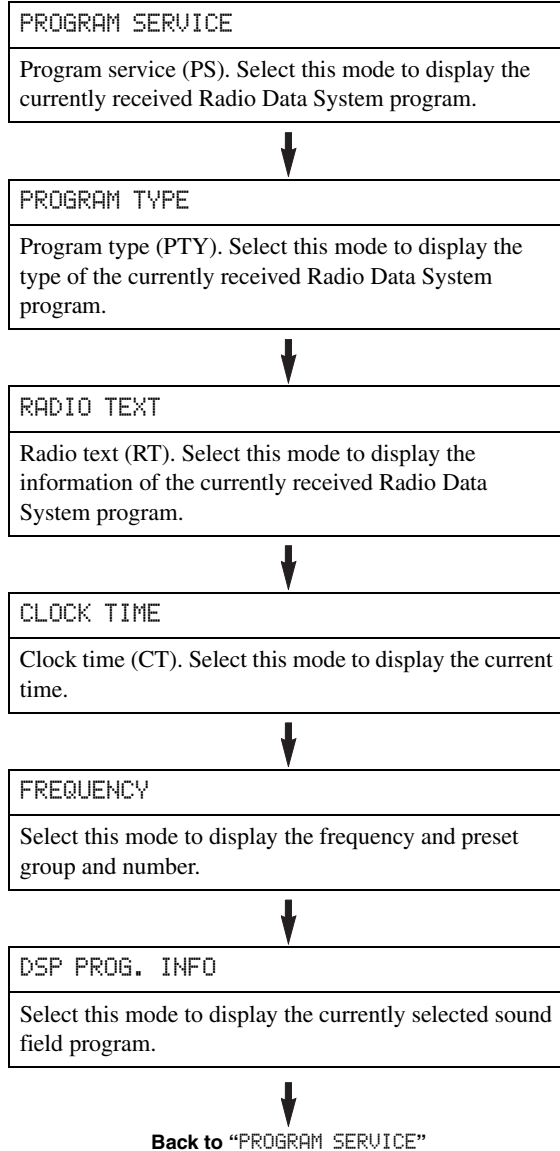 PROGRAM SERVICE
Program service (PS). Select this mode to display the
currently received Radio Data System program.
PROGRAM TYPE
Program type (PTY). Select this mode to display the
type of the currently received Radio Data System
program.
RADIO TEXT
Radio text (RT). Select this mode to display the
information of the currently received Radio Data
System program.
CLOCK TIME
Clock time (CT). Select this mode to display the current
time.
FREQUENCY
Select this mode to display the frequency and preset
group and number.
DSP PROG. INFO
Select this mode to display the currently selected sound
field program.
Back to “PROGRAM SERVICE”